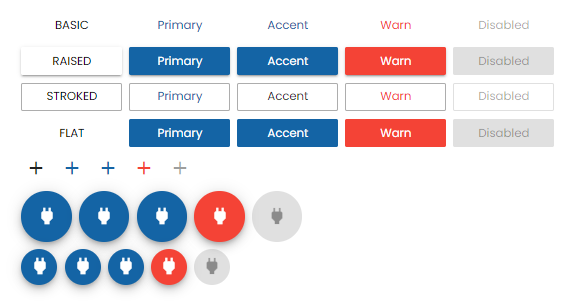 BASIC Primary Accent Warn Disabled
RAISED Primary Accent Warn Disabled
STROKED Primary Accent Warn Disabled
FLAT Primary Accent Warn Disabled